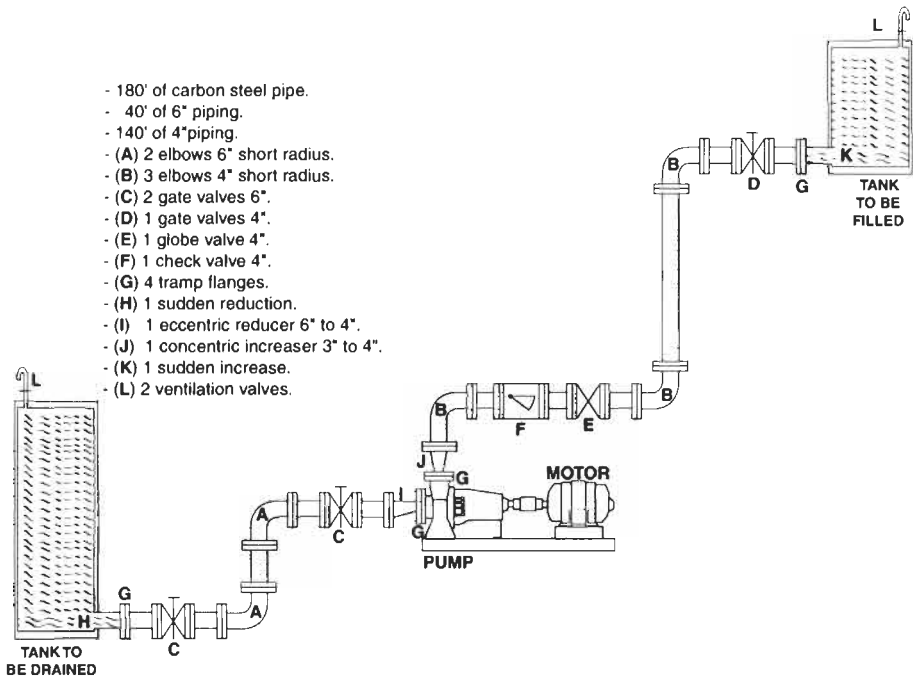 L
- 180' of carbon steel pipe.
- 40' of 6" piping.
- 140' of 4"piping.
- (A) 2 elbows 6" short radius.
- (B) 3 elbows 4" short radius.
- (C) 2 gate valves 6".
- (D) 1 gate valves 4".
- (E) 1 globe valve 4".
- (F) 1 check valve 4".
- (G) 4 tramp flanges.
- (H) 1 sudden reduction.
- (I) 1 eccentric reducer 6" to 4".
- (J) 1 concentric increaser 3" to 4".
- (K) 1 sudden increase.
- (L) 2 ventilation valves.
B
D
G
K
TANK
TO BE
FILLED
L
B
F
E
B
J
G
MOTOR
A
C
I
G
PUMP
G
H
C
A
TANK TO
BE DRAINED